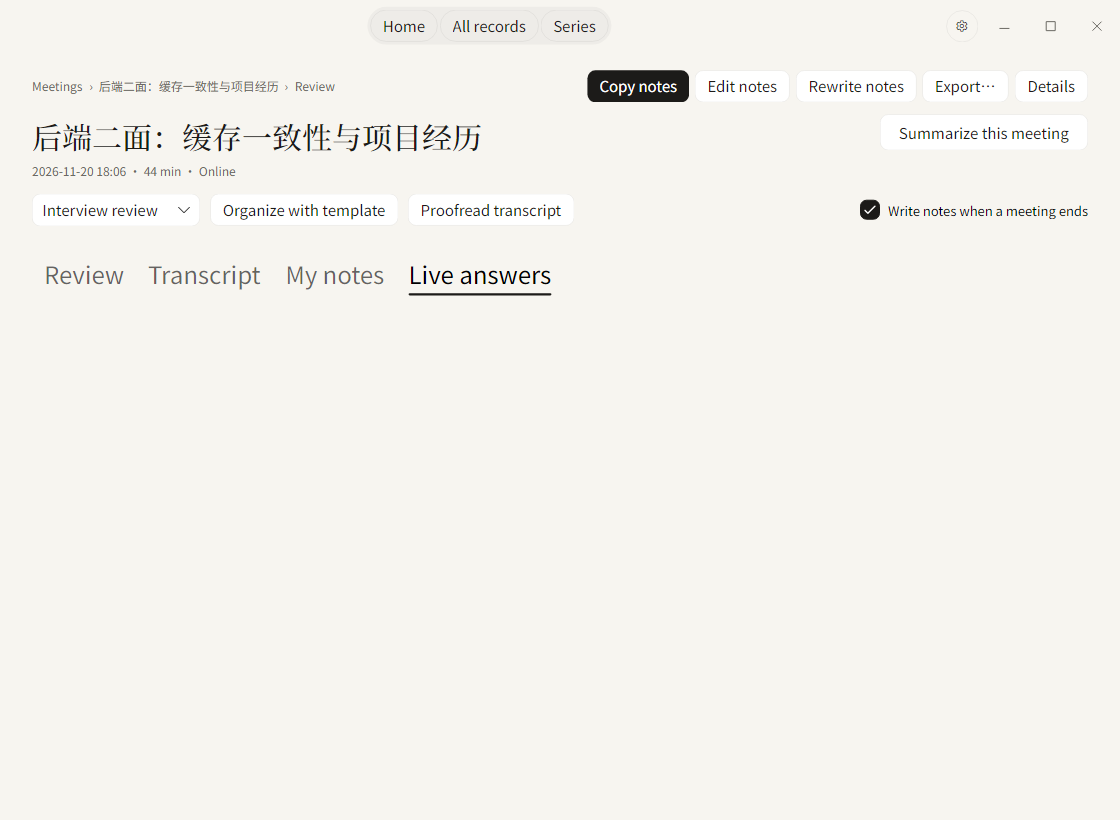 Home All records Series
Meetings › 后端二面：缓存一致性与项目经历 › Review
Copy notes Edit notes Rewrite notes Export··· Details
后端二面：缓存一致性与项目经历
Summarize this meeting
2026-11-20 18:06 • 44 min • Online
Interview review Organize with template Proofread transcript
Write notes when a meeting ends
Review Transcript My notes Live answers